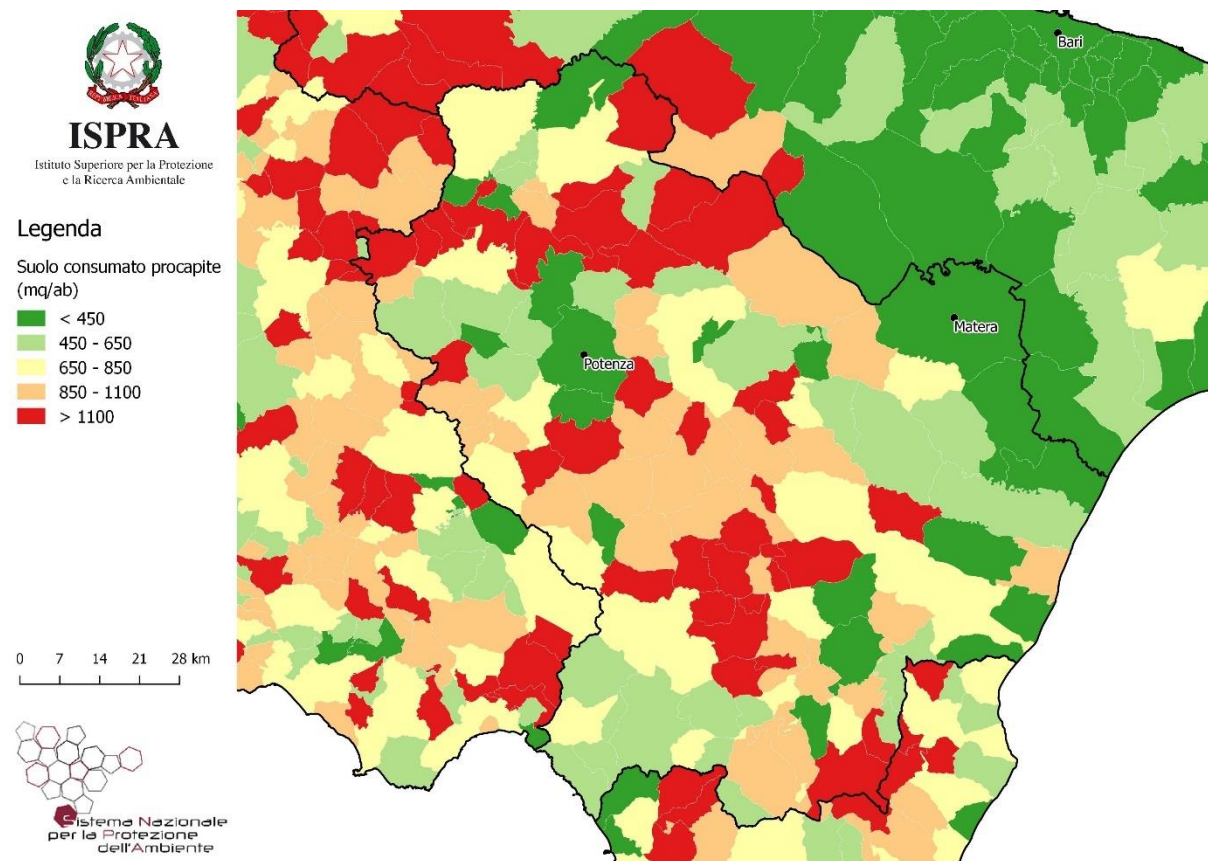 REPVBBLICA ITALIANA
ISPRA
Istituto Superiore per la Protezione
e la Ricerca Ambientale
Legenda
Suolo consumato procapite
(mq/ab)
< 450
450 - 650
650 - 850
850 - 1100
> 1100
0 7 14 21 28 km
Sistema Nazionale
per la Protezione
dell'Ambiente
Bari
Matera
Potenza